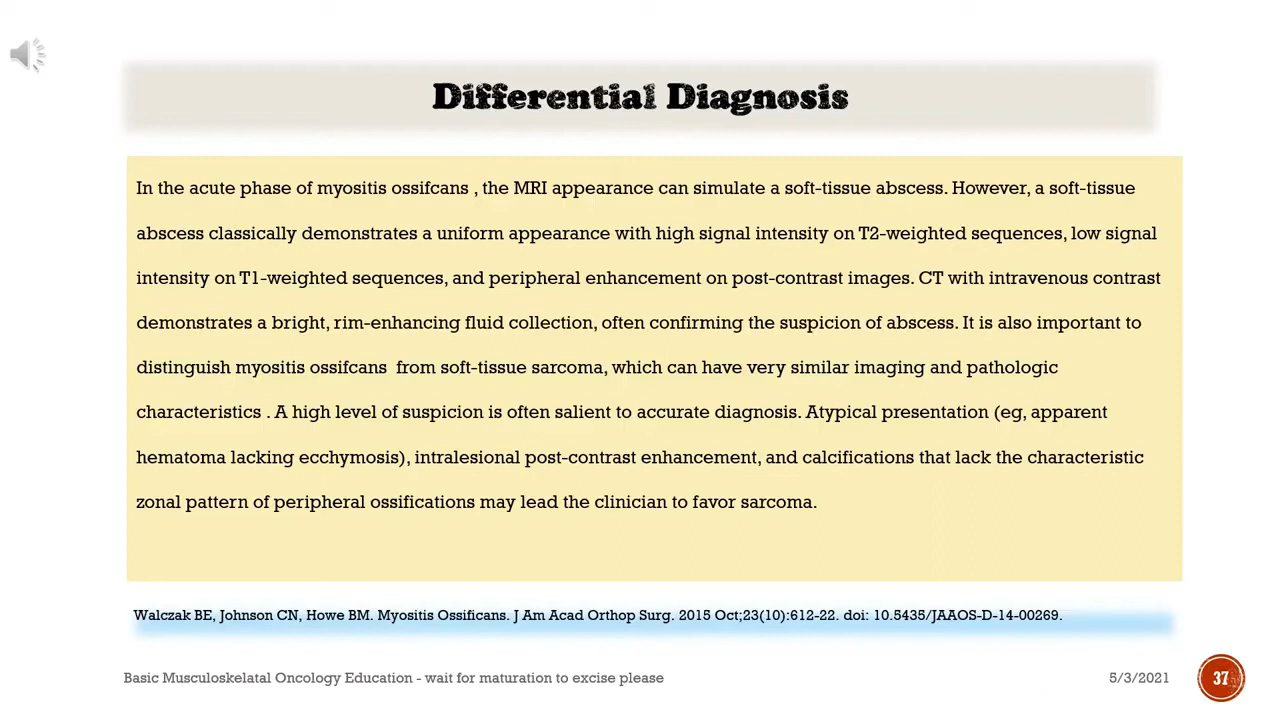 Differential Diagnosis
In the acute phase of myositis ossifcans , the MRI appearance can simulate a soft-tissue abscess. However, a soft-tissue
abscess classically demonstrates a uniform appearance with high signal intensity on T2-weighted sequences, low signal
intensity on T1-weighted sequences, and peripheral enhancement on post-contrast images. CT with intravenous contrast
demonstrates a bright, rim-enhancing fluid collection, often confirming the suspicion of abscess. It is also important to
distinguish myositis ossifcans  from soft-tissue sarcoma, which can have very similar imaging and pathologic
characteristics . A high level of suspicion is often salient to accurate diagnosis. Atypical presentation (eg, apparent
hematoma lacking ecchymosis), intralesional post-contrast enhancement, and calcifications that lack the characteristic
zonal pattern of peripheral ossifications may lead the clinician to favor sarcoma.
Walczak BE, Johnson CN, Howe BM. Myositis Ossificans. J Am Acad Orthop Surg. 2015 Oct;23(10):612-22. doi: 10.5435/JAAOS-D-14-00269.
Basic Musculoskelatal Oncology Education - wait for maturation to excise please
5/3/2021
37